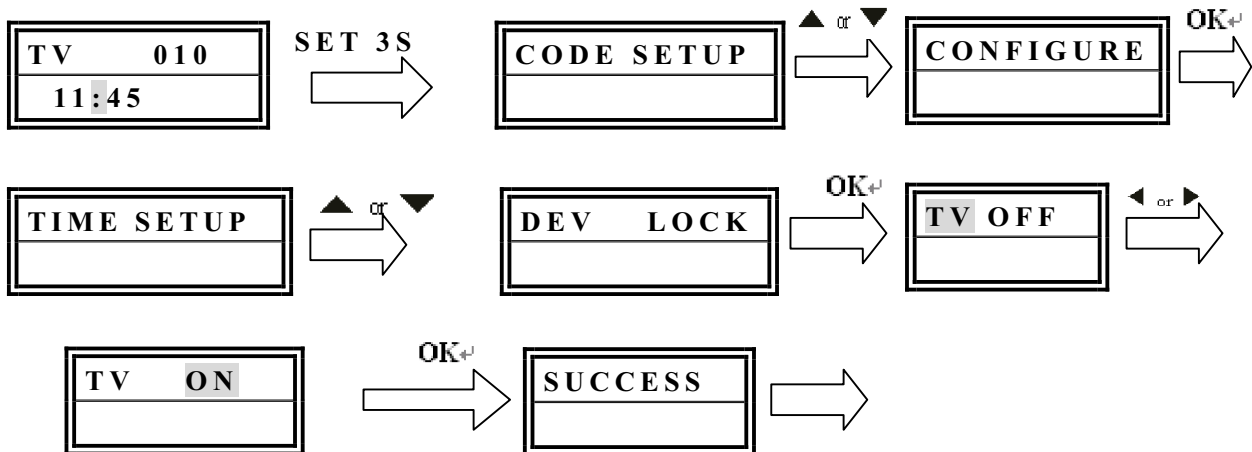 TV 010
11:45
SET 3S
CODE SETUP
▲ or ▼
CONFIGURE
OK↵
TIME SETUP
▲ or ▼
DEV LOCK
OK↵
TV OFF
◀ or ▶
TV ON
OK↵
SUCCESS